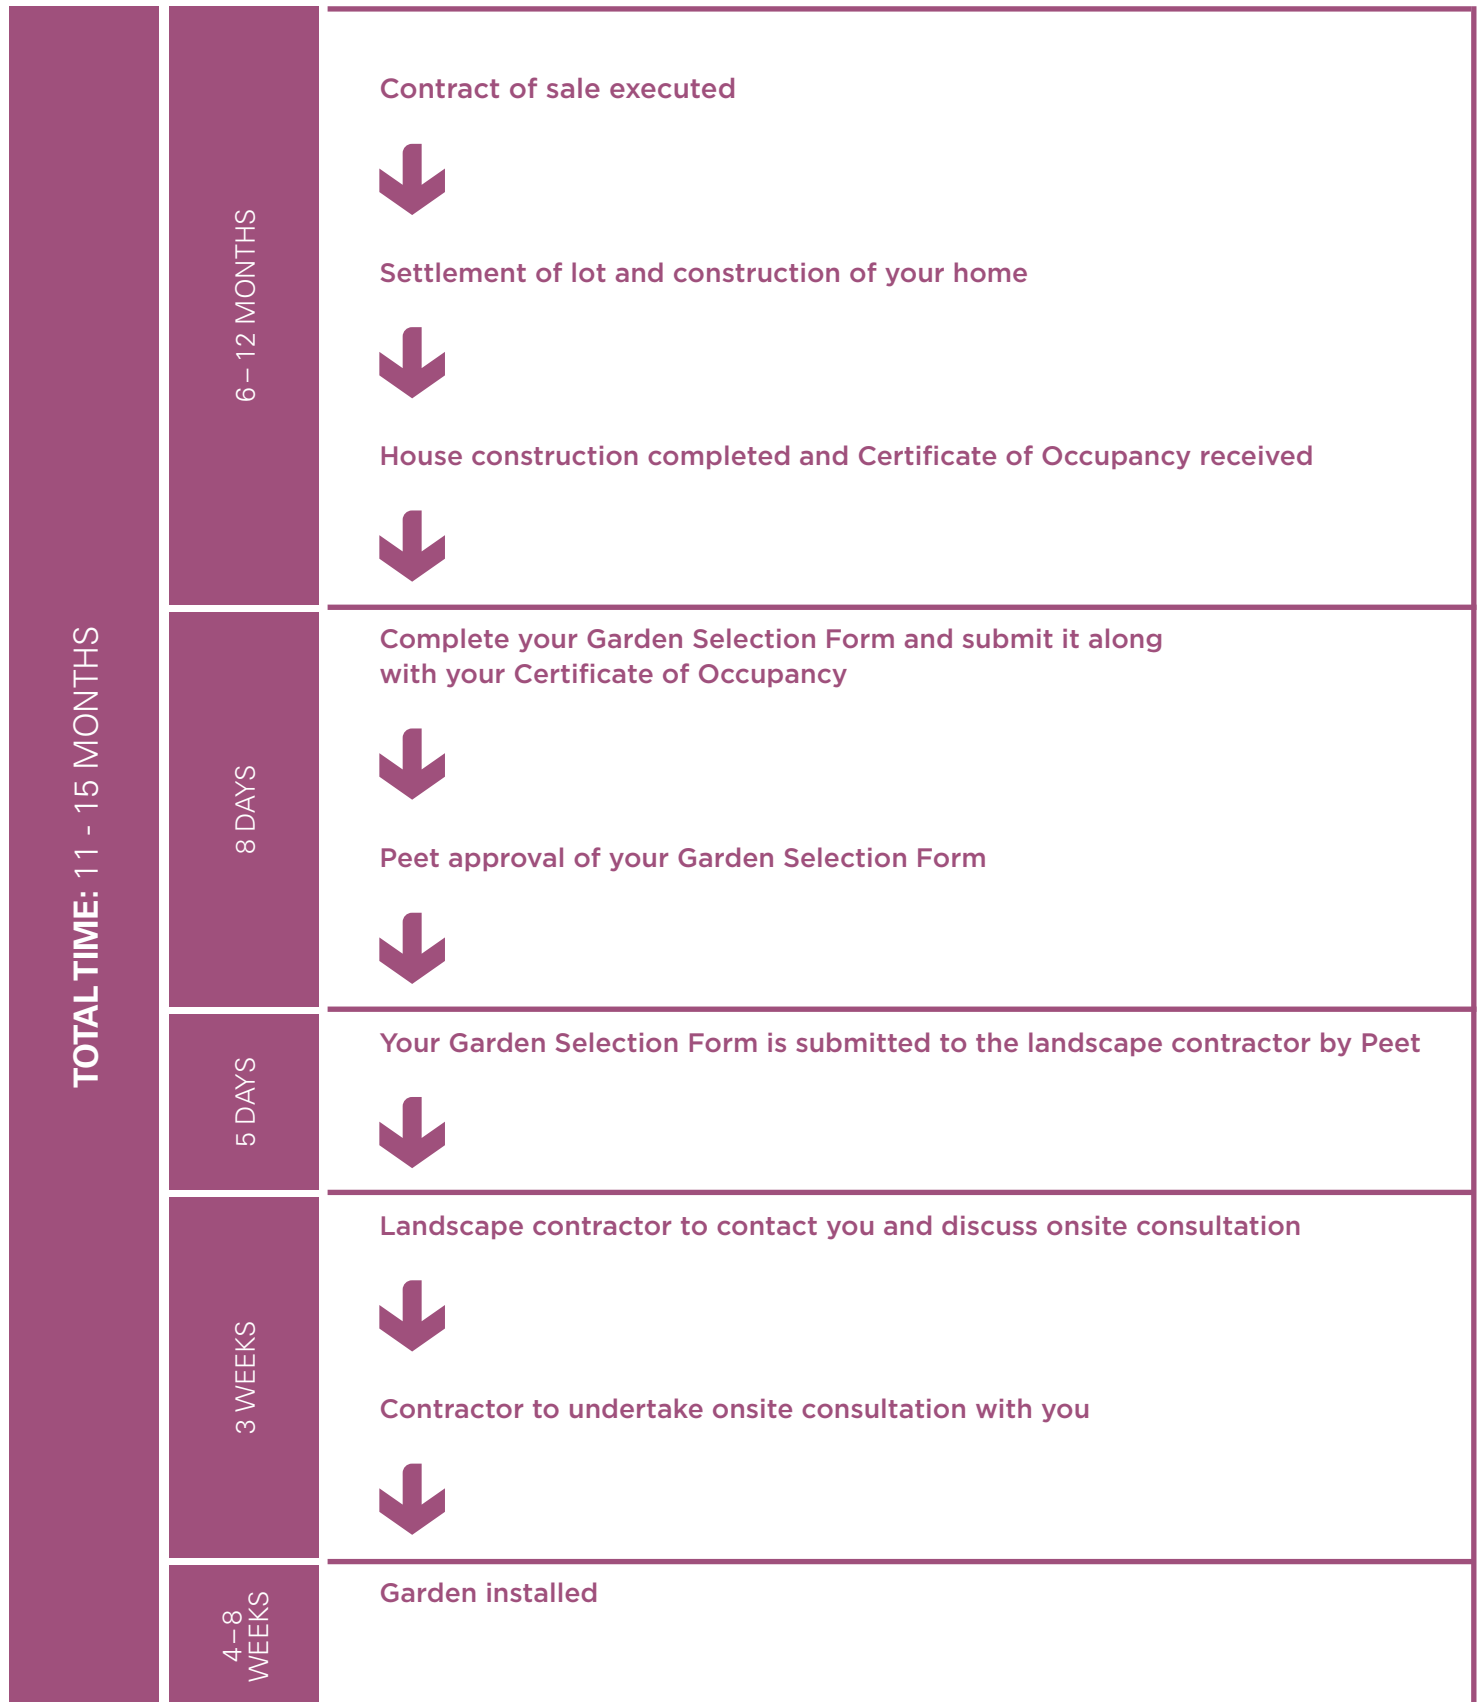 TOTAL TIME: 11 - 15 MONTHS
6 – 12 MONTHS
Contract of sale executed
Settlement of lot and construction of your home
House construction completed and Certificate of Occupancy received
8 DAYS
Complete your Garden Selection Form and submit it along
with your Certificate of Occupancy
Peet approval of your Garden Selection Form
5 DAYS
Your Garden Selection Form is submitted to the landscape contractor by Peet
3 WEEKS
Landscape contractor to contact you and discuss onsite consultation
Contractor to undertake onsite consultation with you
4 – 8
WEEKS
Garden installed